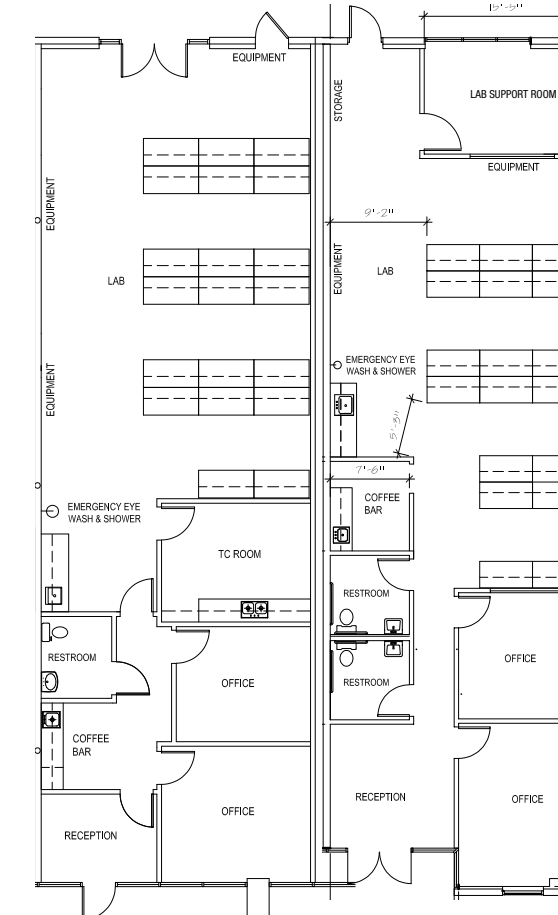 15'-5"
EQUIPMENT
STORAGE
LAB SUPPORT ROOM
EQUIPMENT
EQUIPMENT
9'-2"
EQUIPMENT
LAB
LAB
EMERGENCY EYE
WASH & SHOWER
EQUIPMENT
5'-3"
7'-6"
COFFEE
BAR
EMERGENCY EYE
WASH & SHOWER
TC ROOM
RESTROOM
RESTROOM
OFFICE
OFFICE
RESTROOM
COFFEE
BAR
RECEPTION
OFFICE
OFFICE
RECEPTION